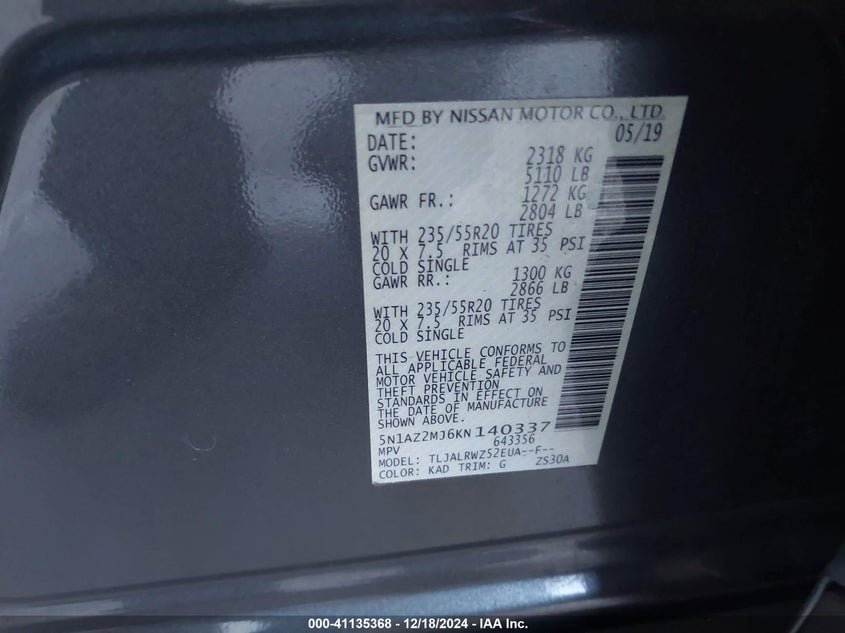 MFD BY NISSAN MOTOR CO., LTD.
DATE: 05/19
GVWR: 2318 KG
5110 LB
GAWR FR.: 1272 KG
2804 LB
WITH 235/55R20 TIRES
20 X 7.5 RIMS AT 35 PSI
COLD SINGLE
GAWR RR.: 1300 KG
2866 LB
WITH 235/55R20 TIRES
20 X 7.5 RIMS AT 35 PSI
COLD SINGLE
THIS VEHICLE CONFORMS TO
ALL APPLICABLE FEDERAL
MOTOR VEHICLE SAFETY AND
THEFT PREVENTION
STANDARDS IN EFFECT ON
THE DATE OF MANUFACTURE
SHOWN ABOVE.
5N1AZ2MJ6KN140337
MPV 643356
MODEL: TLJALRWZS2EUA--F--
COLOR: KAD TRIM: G ZS30A
000-41135368 - 12/18/2024 - IAA Inc.